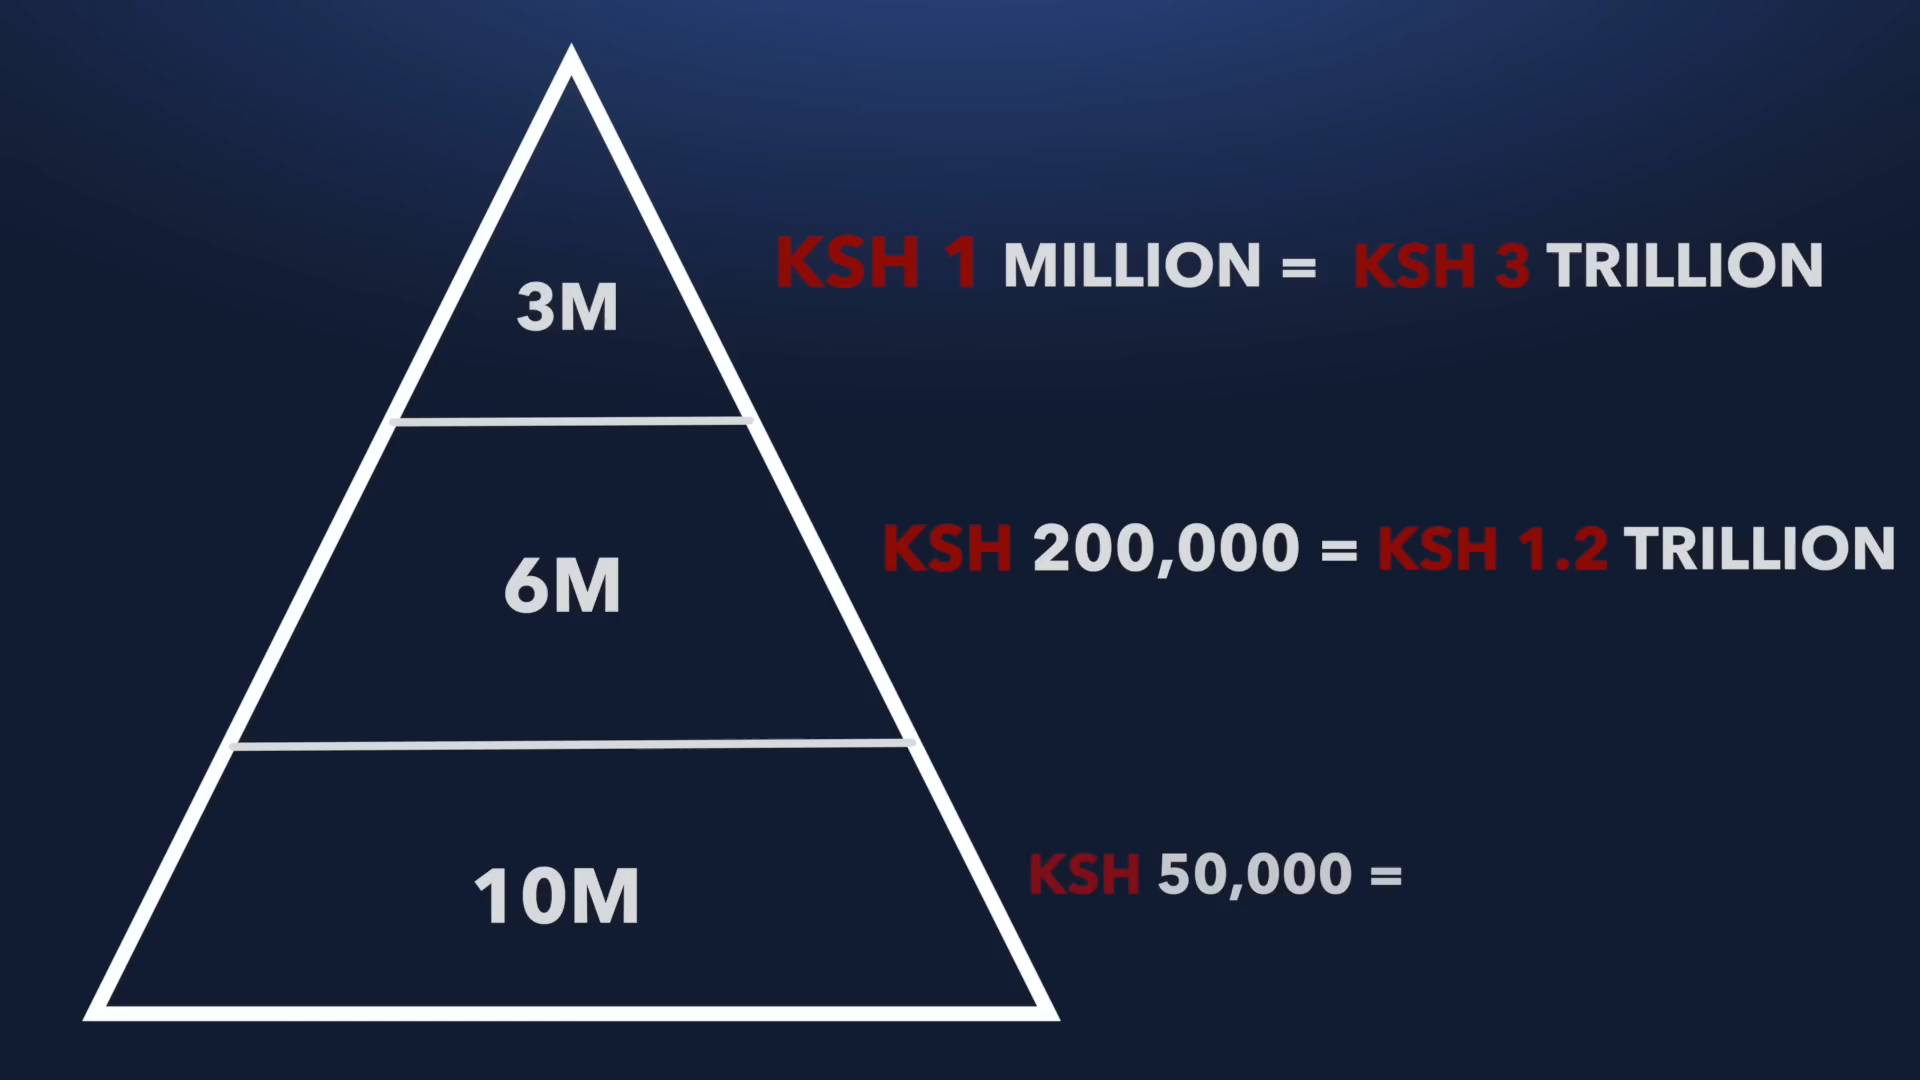 3M
KSH 1 MILLION = KSH 3 TRILLION
6M
KSH 200,000 = KSH 1.2 TRILLION
10M
KSH 50,000 =